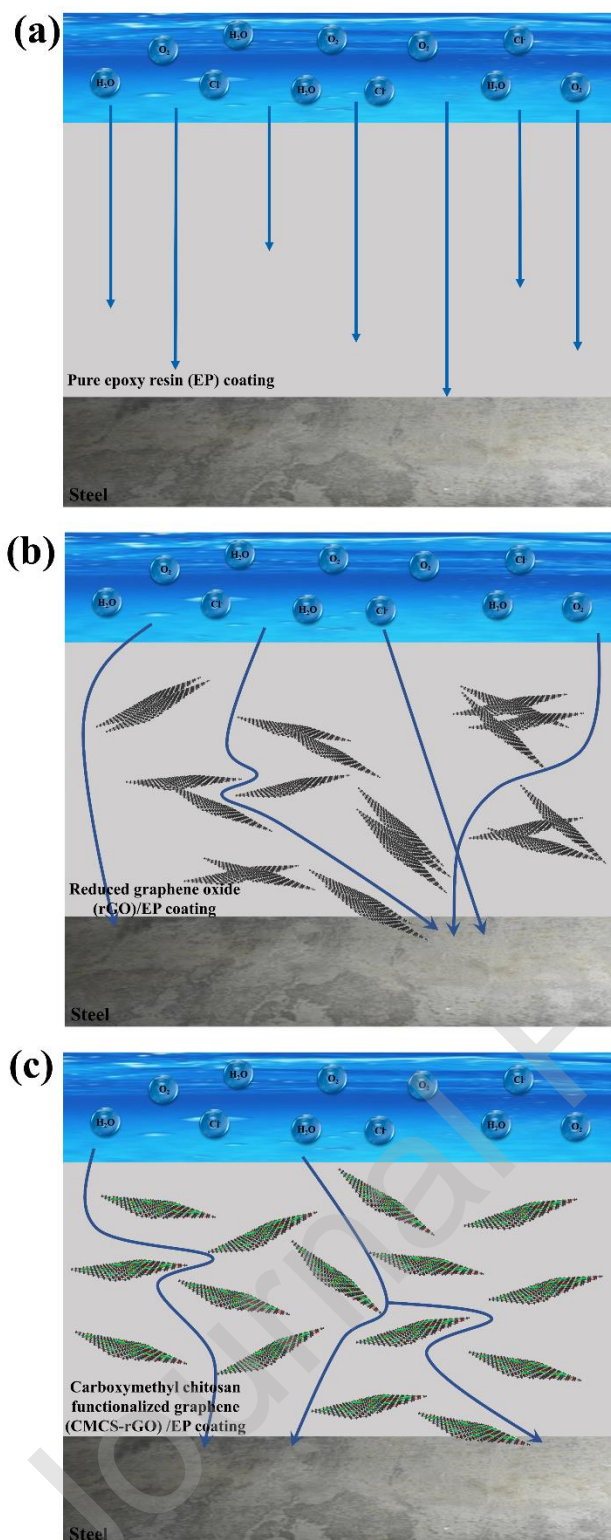 (a)
H₂O
O₂
O₂
Cl-
O₂
H₂O
Cl-
H₂O
Cl-
H₂O
O₂
Pure epoxy resin (EP) coating
Steel
(b)
H₂O
O₂
O₂
Cl-
O₂
H₂O
Cl-
H₂O
Cl-
H₂O
O₂
Reduced graphene oxide
(rGO)/EP coating
Steel
(c)
H₂O
O₂
O₂
Cl-
O₂
H₂O
Cl-
H₂O
Cl-
H₂O
O₂
Carboxymethyl chitosan
functionalized graphene
(CMCS-rGO) /EP coating
Steel
Journal P